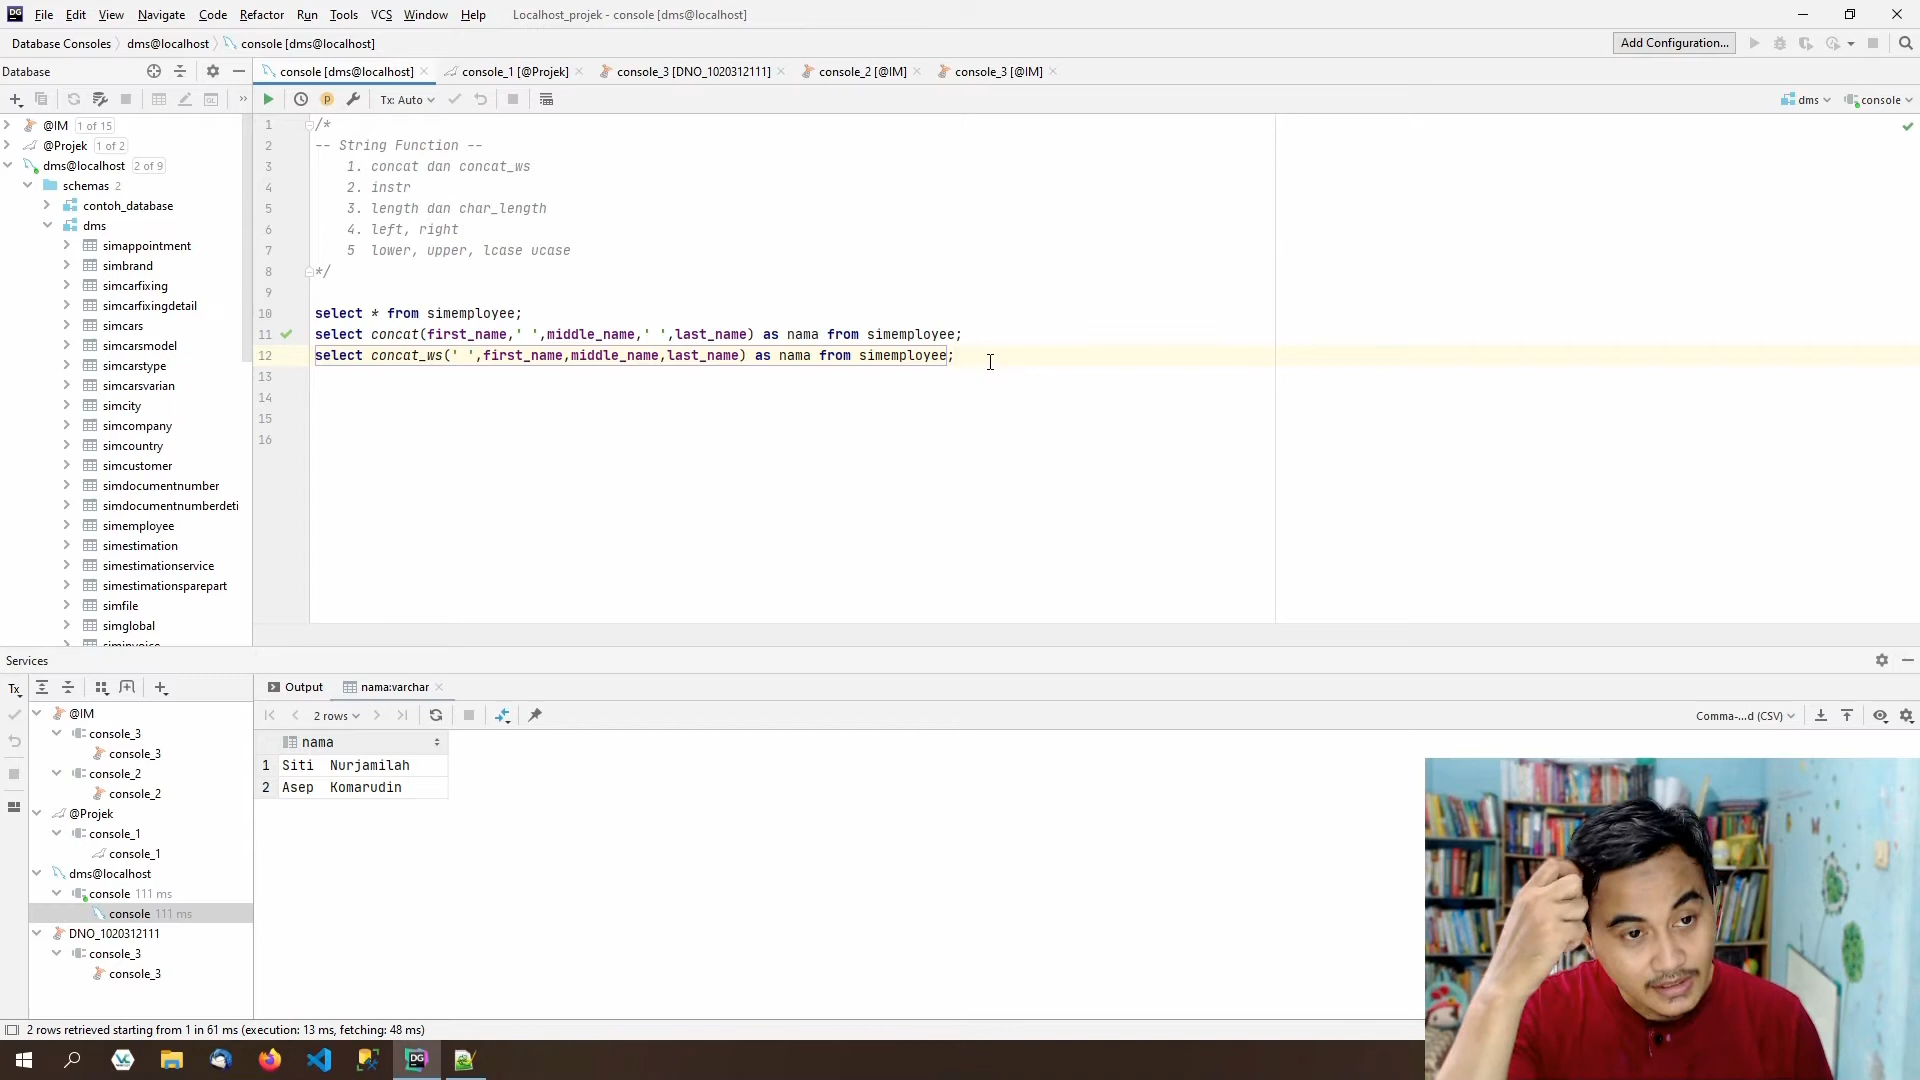 File Edit View Navigate Code Refactor Run Tools VCS Window Help Localhost_projek - console [dms@localhost]
Database Consoles dms@localhost console [dms@localhost]
Add Configuration...
Database
console [dms@localhost]
console_1 [@Projek]
console_3 [DNO_1020312111]
console_2 [@IM]
console_3 [@IM]
Tx: Auto
dms
console
@IM 1 of 15
@Projek 1 of 2
dms@localhost 2 of 9
schemas 2
contoh_database
dms
simappointment
simbrand
simcarfixing
simcarfixingdetail
simcars
simcarsmodel
simcarstype
simcarsvarian
simcity
simcompany
simcountry
simcustomer
simdocumentnumber
simdocumentnumberdeti
simemployee
simestimation
simestimationservice
simestimationsparepart
simfile
simglobal
siminvoice
1 /*
2 -- String Function --
3 1. concat dan concat_ws
4 2. instr
5 3. length dan char_length
6 4. left, right
7 5 lower, upper, lcase ucase
8 */
9
10 select * from simemployee;
11 select concat(first_name,' ',middle_name,' ',last_name) as nama from simemployee;
12 select concat_ws(' ',first_name,middle_name,last_name) as nama from simemployee;
13
14
15
16
Services
Tx
@IM
console_3
console_3
console_2
console_2
@Projek
console_1
console_1
dms@localhost
console 111 ms
console 111 ms
DNO_1020312111
console_3
console_3
Output
nama:varchar
2 rows
Comma-...d (CSV)
nama
1 Siti  Nurjamilah
2 Asep  Komarudin
2 rows retrieved starting from 1 in 61 ms (execution: 13 ms, fetching: 48 ms)